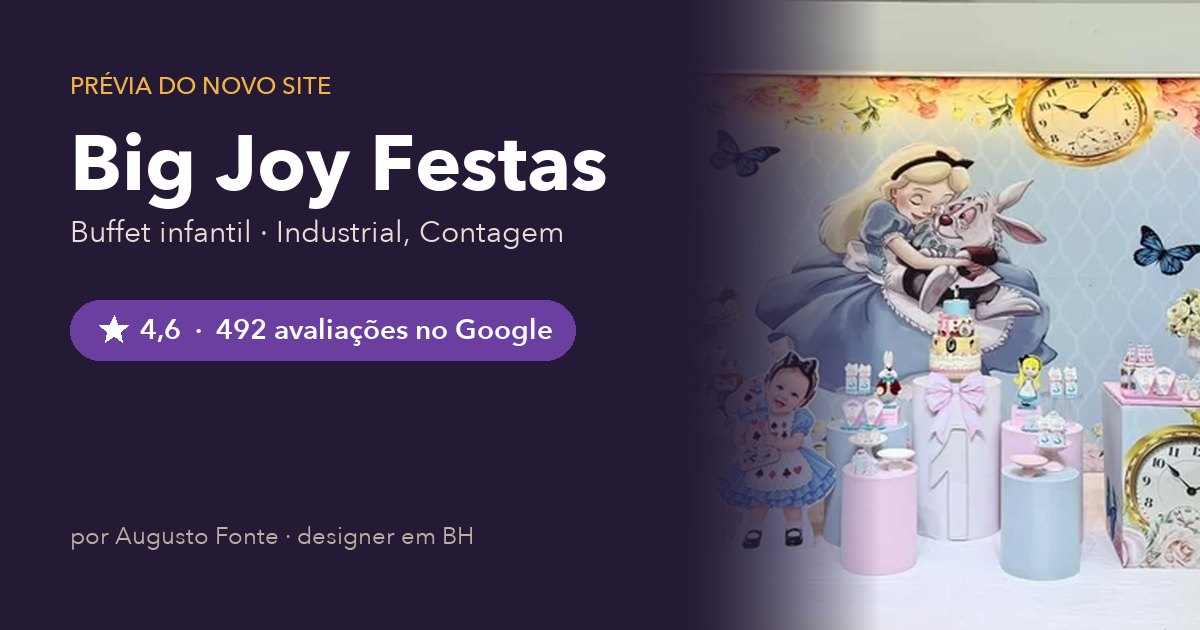 PRÉVIA DO NOVO SITE
Big Joy Festas
Buffet infantil · Industrial, Contagem
★ 4,6 · 492 avaliações no Google
por Augusto Fonte · designer em BH